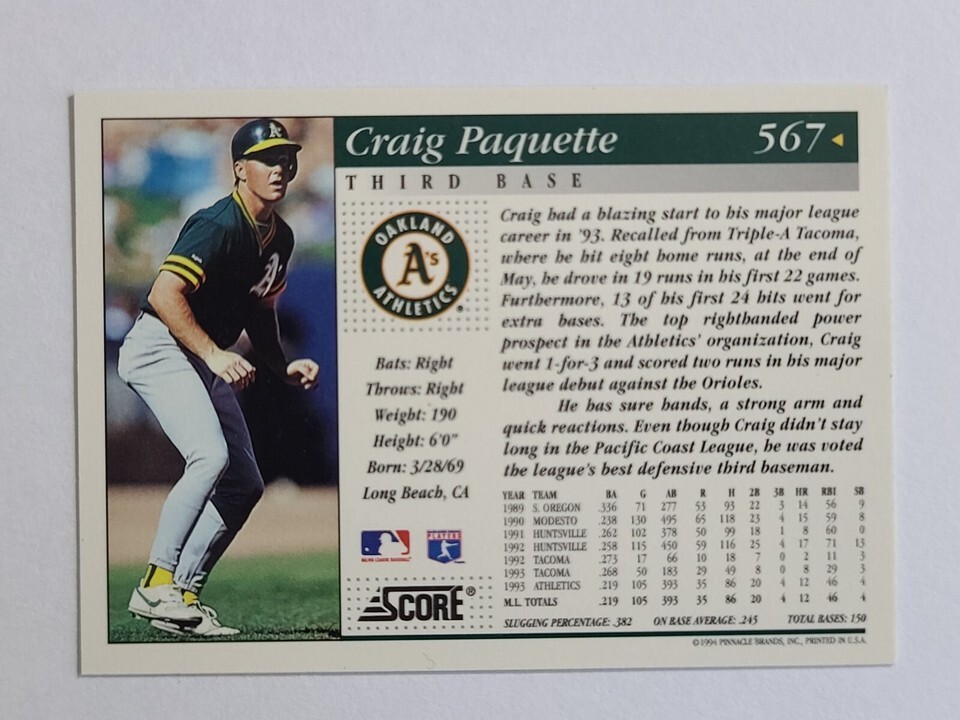 Craig Paquette 567
THIRD BASE
OAKLAND
A's
ATHLETICS
Bats: Right
Throws: Right
Weight: 190
Height: 6'0"
Born: 3/28/69
Long Beach, CA
Craig had a blazing start to his major league
career in '93. Recalled from Triple-A Tacoma,
where he hit eight home runs, at the end of
May, he drove in 19 runs in his first 22 games.
Furthermore, 13 of his first 24 hits went for
extra bases. The top righthanded power
prospect in the Athletics' organization, Craig
went 1-for-3 and scored two runs in his major
league debut against the Orioles.
He has sure hands, a strong arm and
quick reactions. Even though Craig didn't stay
long in the Pacific Coast League, he was voted
the league's best defensive third baseman.
YEAR TEAM BA G AB R H 2B 3B HR RBI SB
1989 S. OREGON .336 71 277 53 93 22 3 14 56 9
1990 MODESTO .238 130 495 65 118 23 4 15 59 8
1991 HUNTSVILLE .262 102 378 50 99 18 1 8 60 0
1992 HUNTSVILLE .258 115 450 59 116 25 4 17 71 13
1992 TACOMA .273 17 66 10 18 7 0 2 11 3
1993 TACOMA .268 50 183 29 49 8 0 8 29 3
1993 ATHLETICS .219 105 393 35 86 20 4 12 46 4
M.L. TOTALS .219 105 393 35 86 20 4 12 46 4
SLUGGING PERCENTAGE: .382 ON BASE AVERAGE: .245 TOTAL BASES: 150
MAJOR LEAGUE BASEBALL
PLAYERS
SCORE®
©1994 PINNACLE BRANDS, INC., PRINTED IN U.S.A.